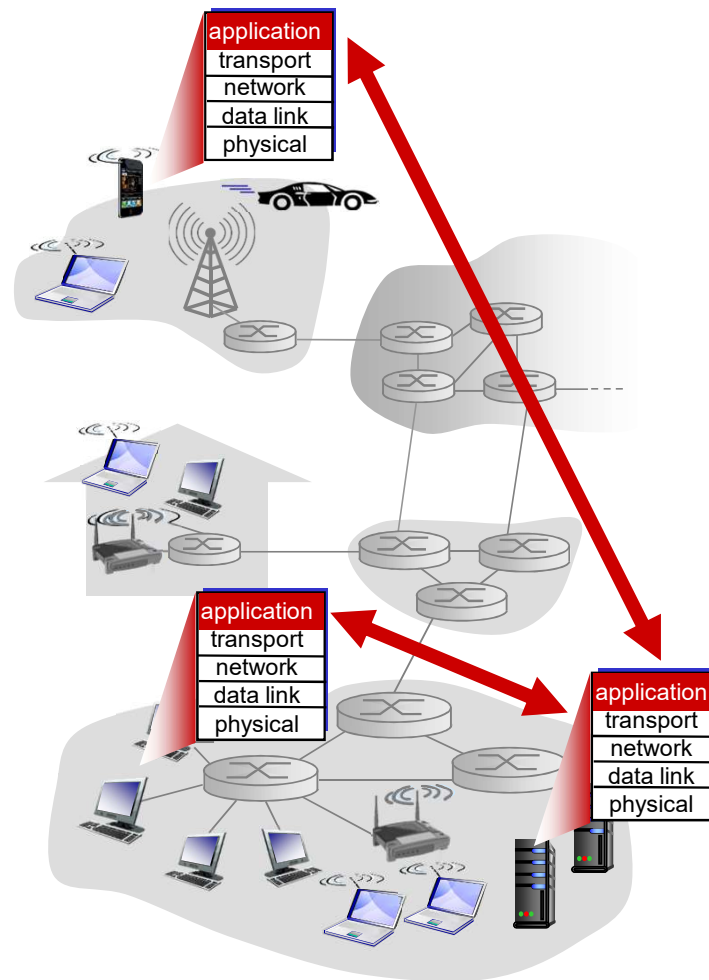 application
transport
network
data link
physical
application
transport
network
data link
physical
application
transport
network
data link
physical